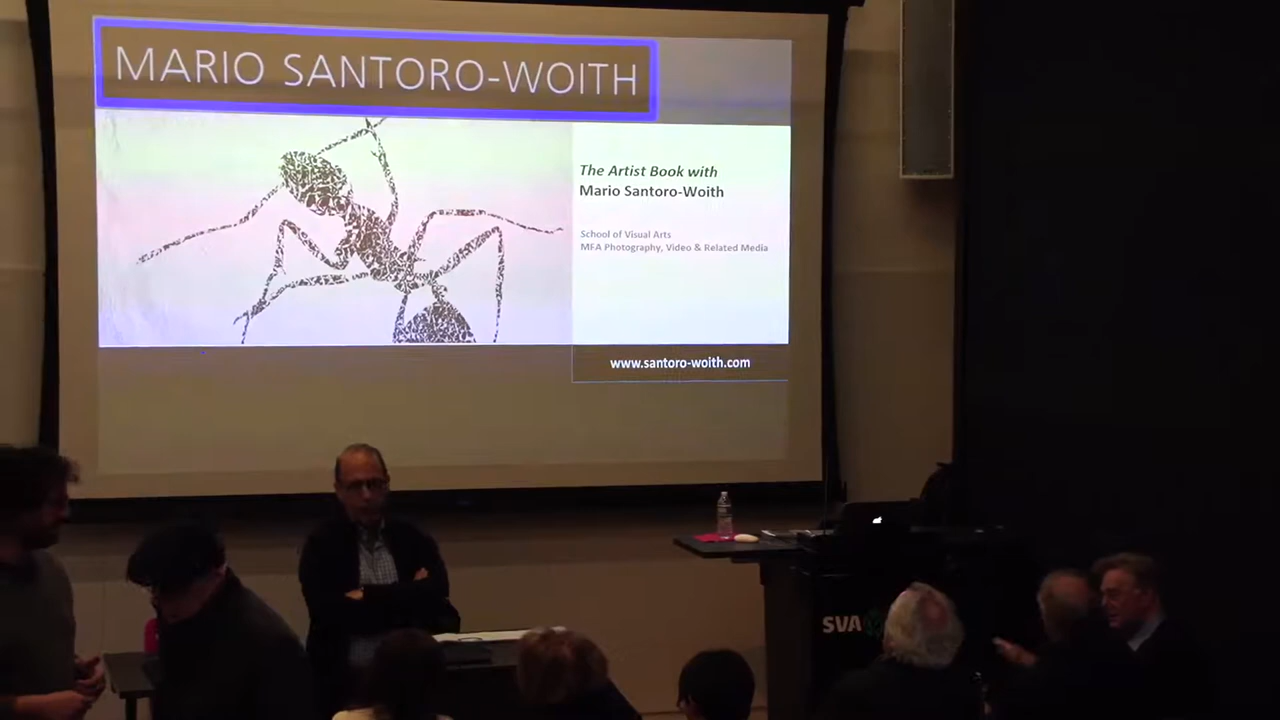 MARIO SANTORO-WOITH
The Artist Book with
Mario Santoro-Woith
School of Visual Arts
MFA Photography, Video & Related Media
www.santoro-woith.com
SVA